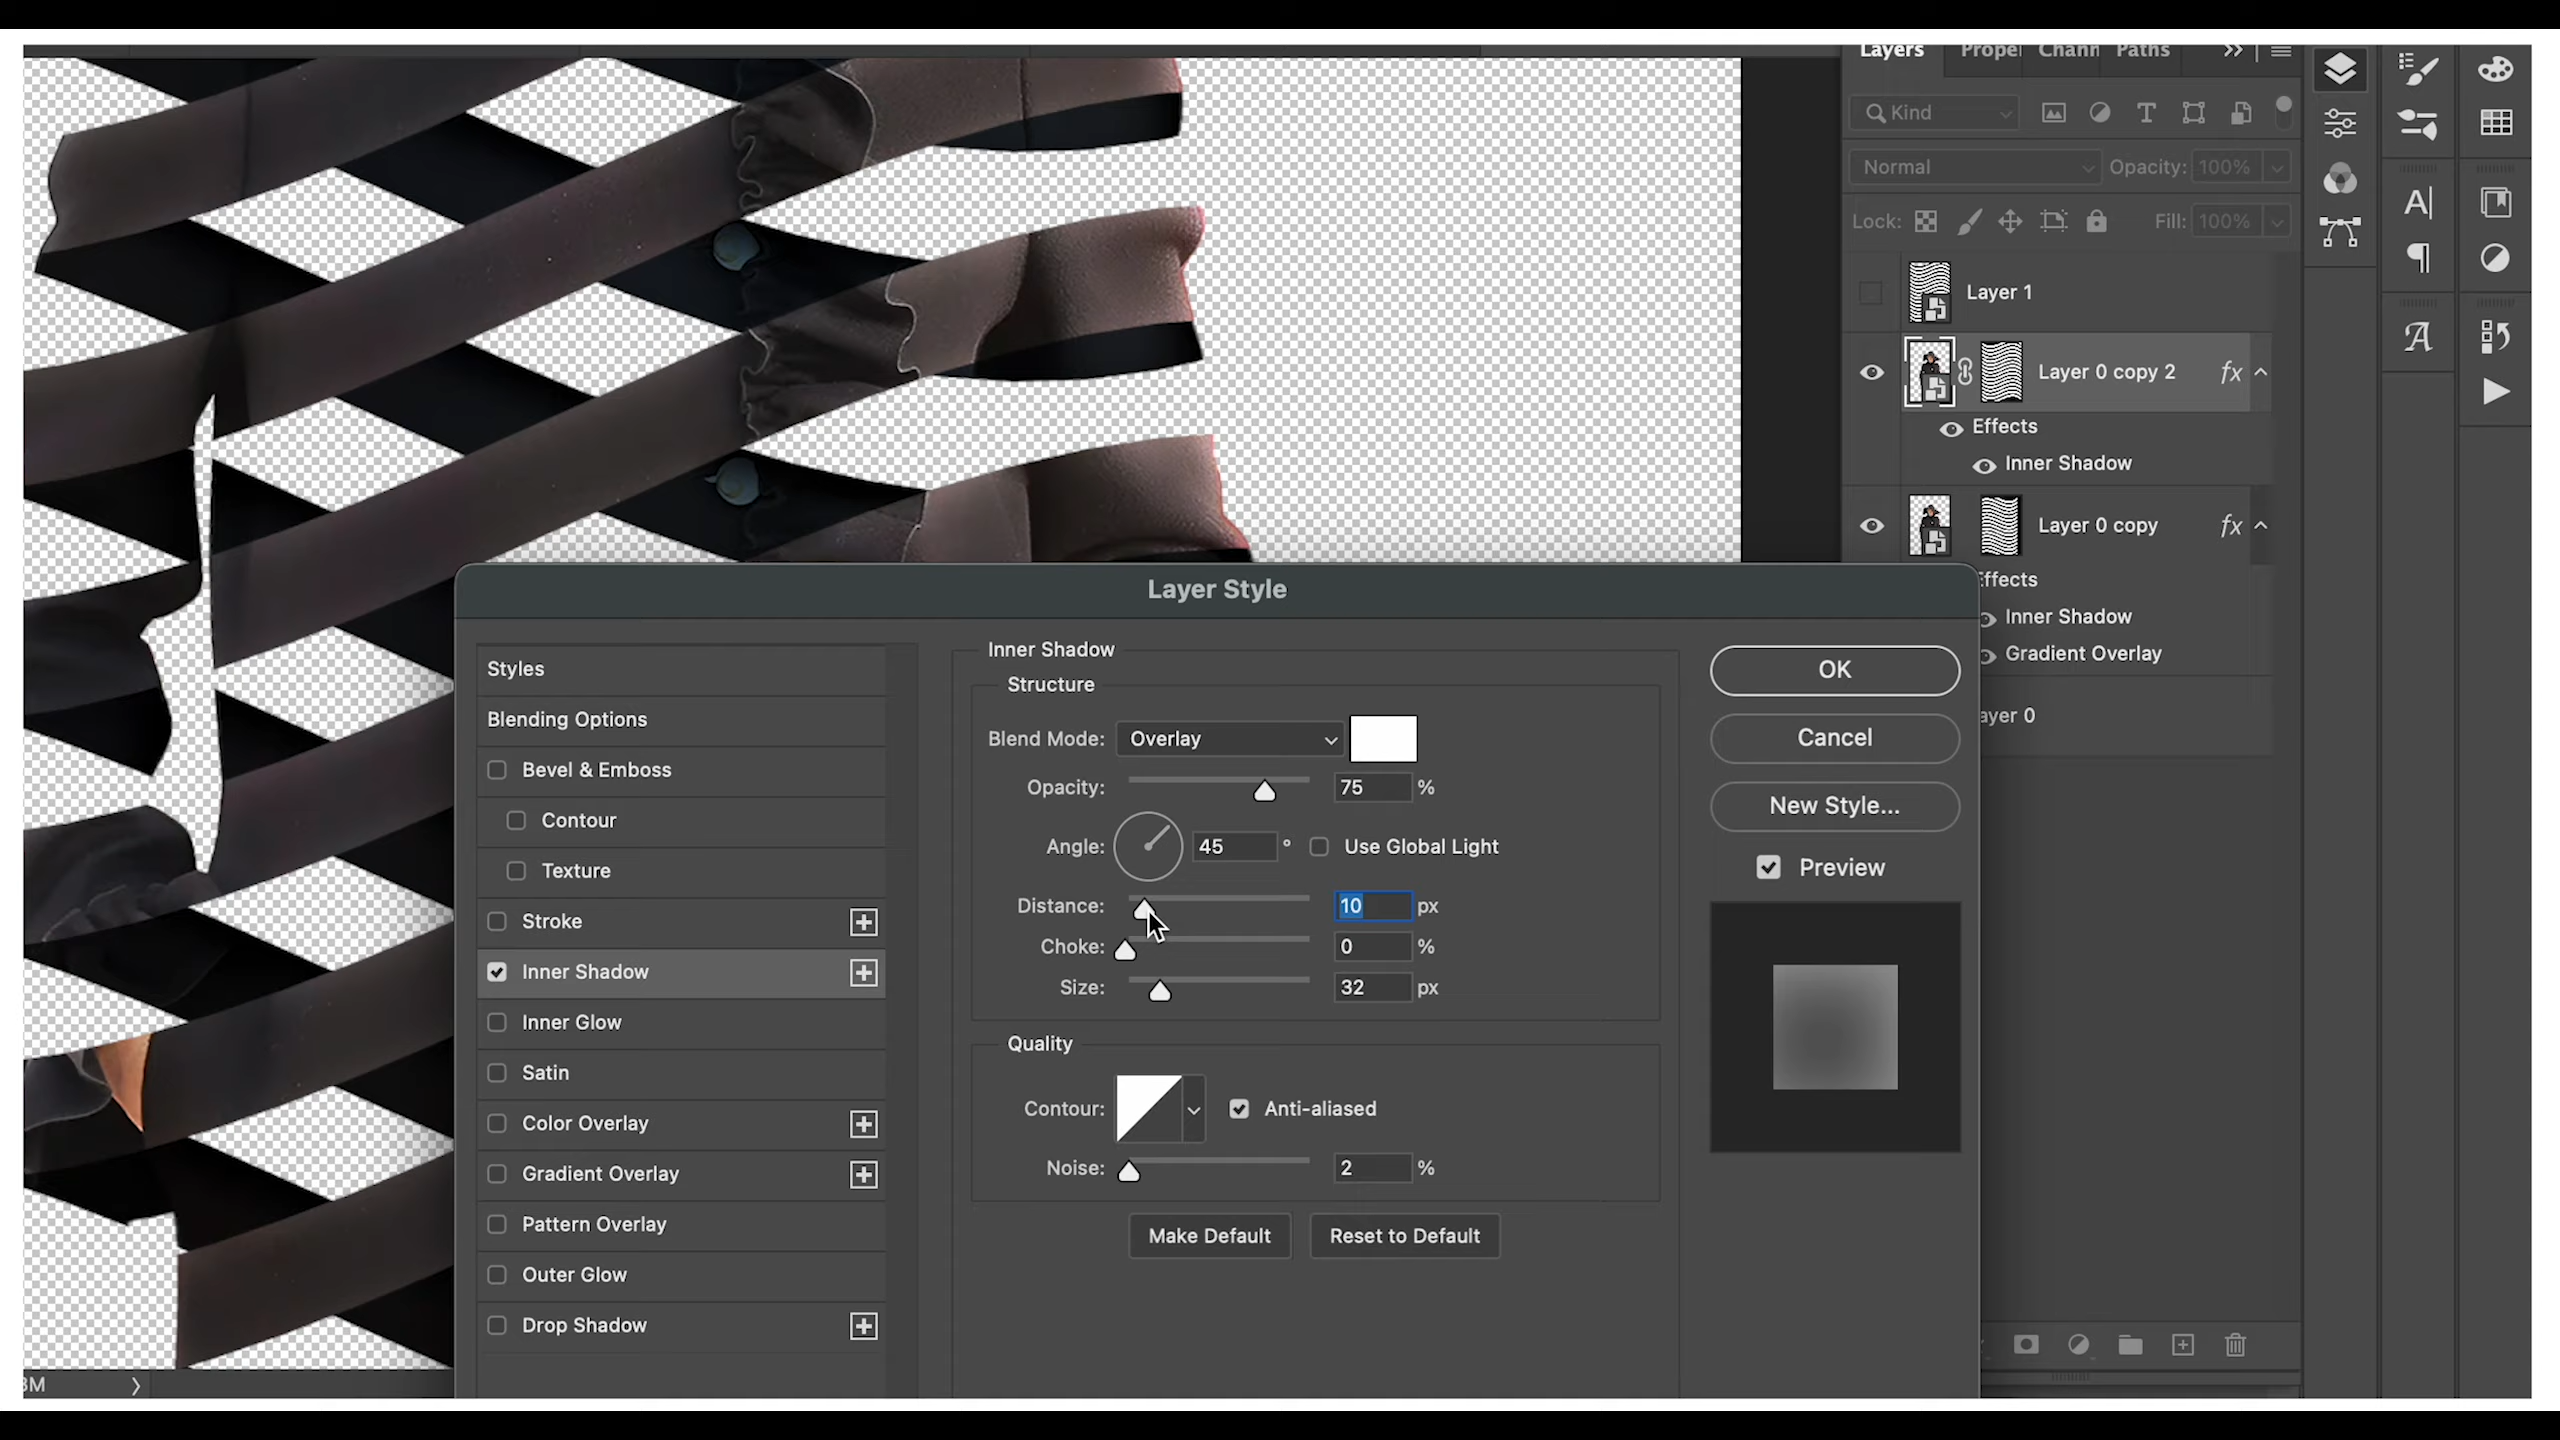 Layers Proper Chann Paths
Kind
Normal Opacity: 100%
Lock: Fill: 100%
Layer 1
Layer 0 copy 2 fx
Effects
Inner Shadow
Layer 0 copy fx
Effects
Inner Shadow
Gradient Overlay
ayer 0
Layer Style
Styles
Blending Options
Bevel & Emboss
Contour
Texture
Stroke
Inner Shadow
Inner Glow
Satin
Color Overlay
Gradient Overlay
Pattern Overlay
Outer Glow
Drop Shadow
Inner Shadow
Structure
Blend Mode: Overlay
Opacity: 75 %
Angle: 45 ° Use Global Light
Distance: 10 px
Choke: 0 %
Size: 32 px
Quality
Contour: Anti-aliased
Noise: 2 %
Make Default Reset to Default
OK
Cancel
New Style...
Preview